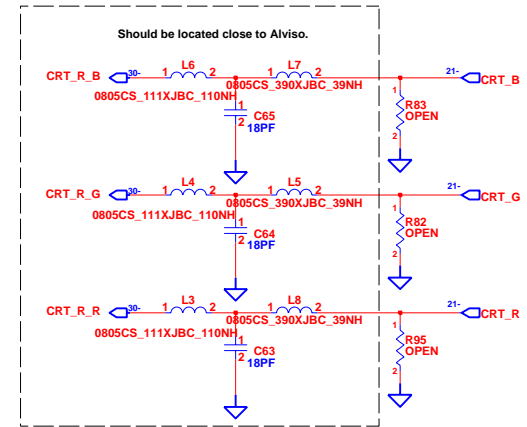 Should be located close to Alviso.
CRT_R_B 30- 1 L6 2 1 L7 2 21- CRT_B
0805CS_111XJBC_110NH 0805CS_390XJBC_39NH
1 C65
2 18PF
1 R83
OPEN
2
CRT_R_G 30- 1 L4 2 1 L5 2 21- CRT_G
0805CS_111XJBC_110NH 0805CS_390XJBC_39NH
1 C64
2 18PF
1 R82
OPEN
2
CRT_R_R 30- 1 L3 2 1 L8 2 21- CRT_R
0805CS_111XJBC_110NH 0805CS_390XJBC_39NH
1 C63
2 18PF
1 R95
OPEN
2